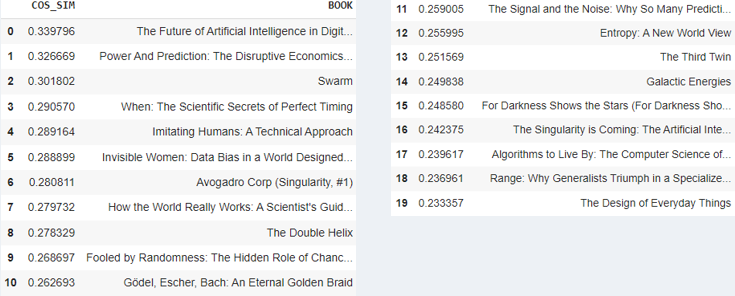 COS_SIM BOOK
0 0.339796 The Future of Artificial Intelligence in Digit...
1 0.326669 Power And Prediction: The Disruptive Economics...
2 0.301802 Swarm
3 0.290570 When: The Scientific Secrets of Perfect Timing
4 0.289164 Imitating Humans: A Technical Approach
5 0.288899 Invisible Women: Data Bias in a World Designed...
6 0.280811 Avogadro Corp (Singularity, #1)
7 0.279732 How the World Really Works: A Scientist's Guid...
8 0.278329 The Double Helix
9 0.268697 Fooled by Randomness: The Hidden Role of Chanc...
10 0.262693 Gödel, Escher, Bach: An Eternal Golden Braid
11 0.259005 The Signal and the Noise: Why So Many Predicti...
12 0.255995 Entropy: A New World View
13 0.251569 The Third Twin
14 0.249838 Galactic Energies
15 0.248580 For Darkness Shows the Stars (For Darkness Sho...
16 0.242375 The Singularity is Coming: The Artificial Inte...
17 0.239617 Algorithms to Live By: The Computer Science of...
18 0.236961 Range: Why Generalists Triumph in a Specialize...
19 0.233357 The Design of Everyday Things